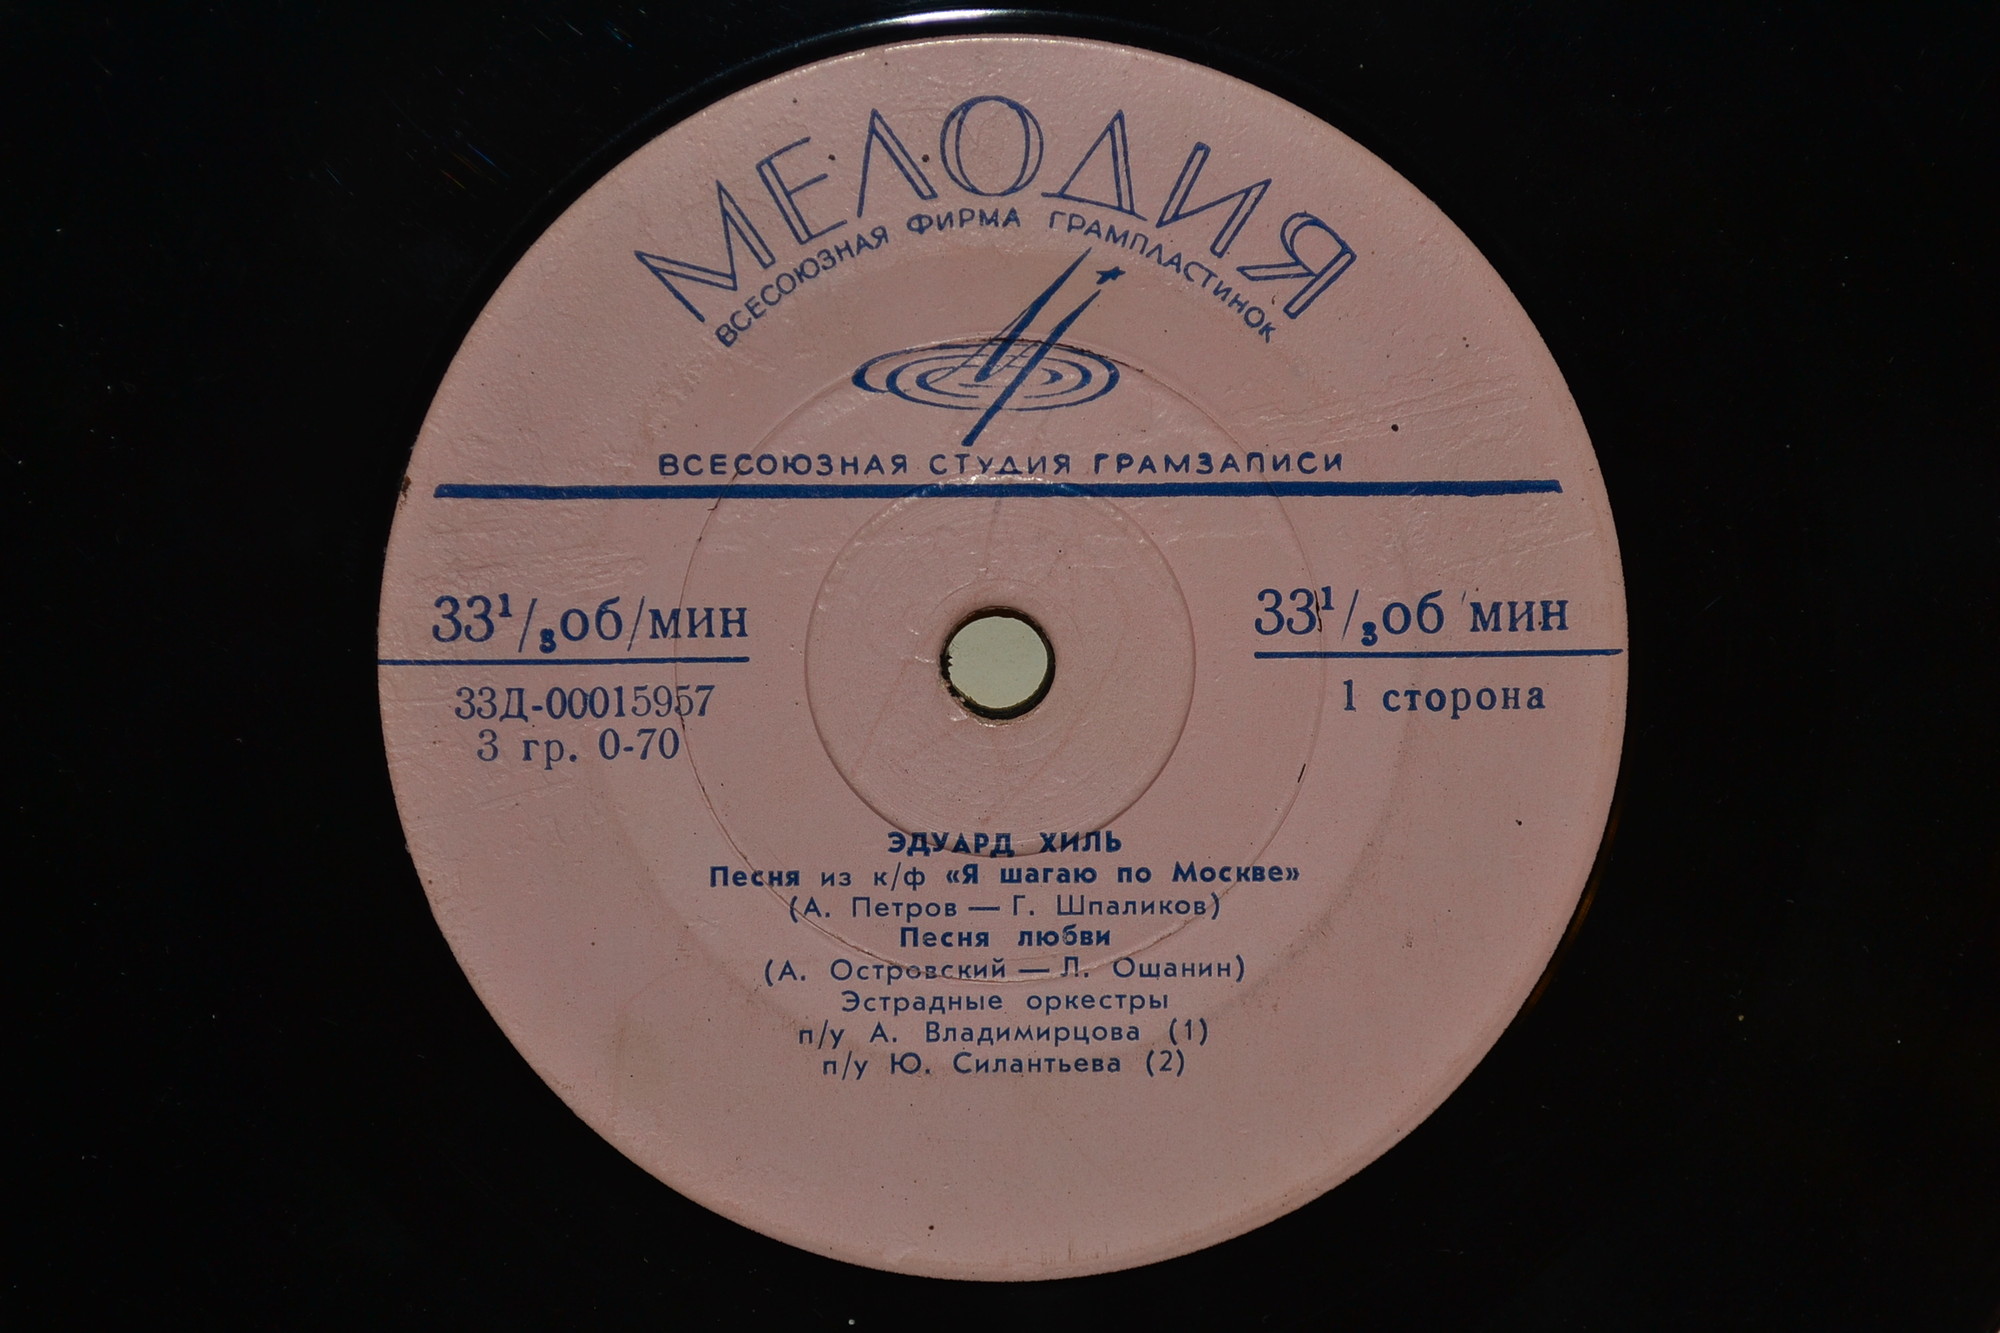 МЕЛОДИЯ
ВСЕСОЮЗНАЯ ФИРМА ГРАМПЛАСТИНОК
ВСЕСОЮЗНАЯ СТУДИЯ ГРАМЗАПИСИ
33¹/₃об/мин
33¹/₃об/мин
33Д-00015957
3 гр. 0-70
1 сторона
ЭДУАРД ХИЛЬ
Песня из к/ф «Я шагаю по Москве»
(А. Петров — Г. Шпаликов)
Песня любви
(А. Островский — Л. Ошанин)
Эстрадные оркестры
п/у А. Владимирцова (1)
п/у Ю. Силантьева (2)